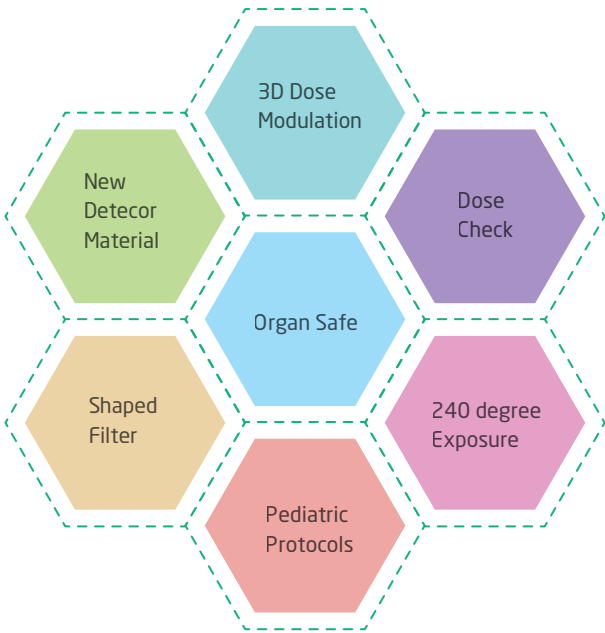 3D Dose
Modulation
New
Detecor
Material
Dose
Check
Organ Safe
Shaped
Filter
240 degree
Exposure
Pediatric
Protocols